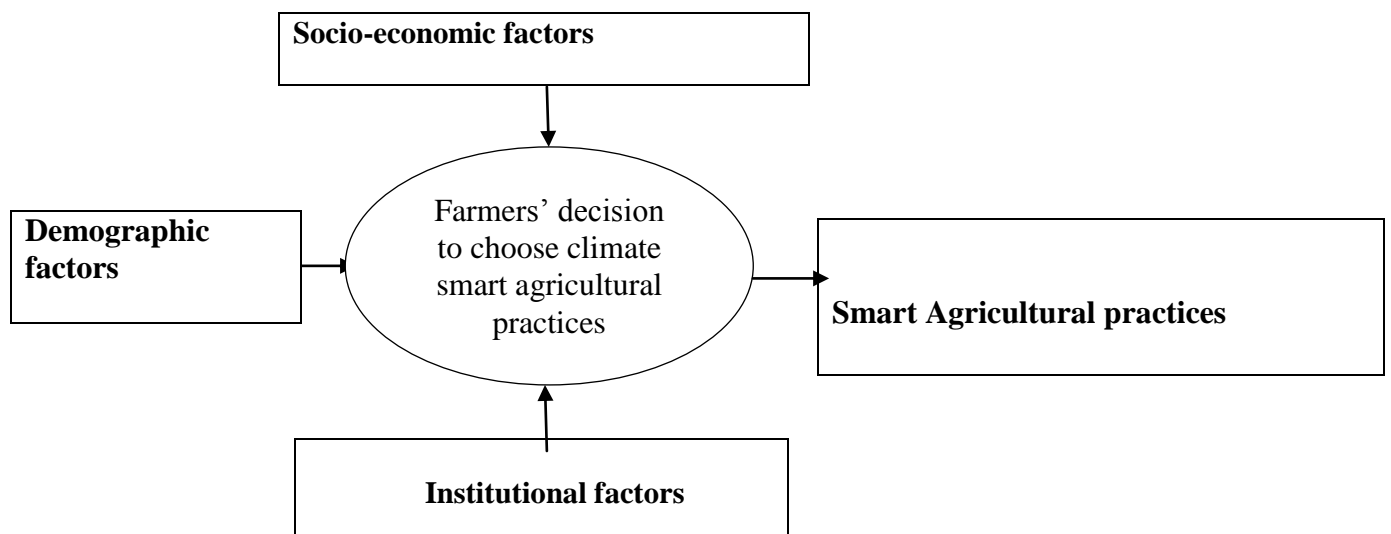 Socio-economic factors
Demographic
factors
Farmers’ decision
to choose climate
smart agricultural
practices
Smart Agricultural practices
Institutional factors